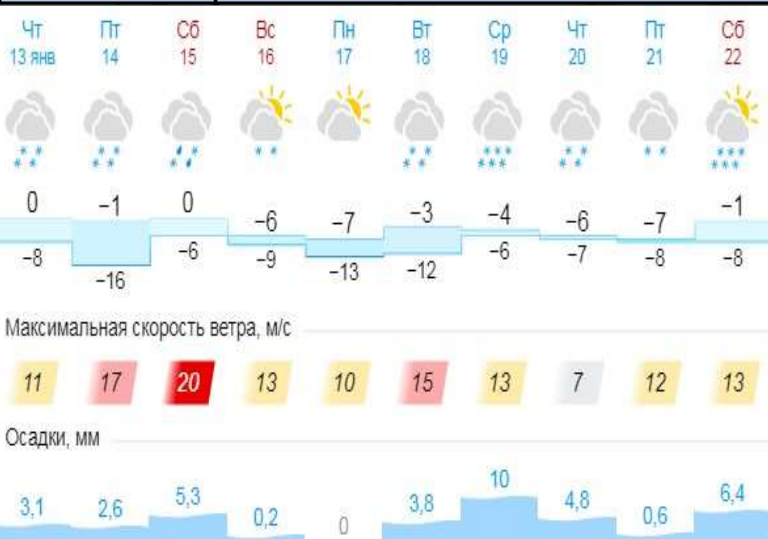 Чт Пт Сб Вс Пн Вт Ср Чт Пт Сб
13 янв 14 15 16 17 18 19 20 21 22
0 −1 0 −6 −7 −3 −4 −6 −7 −1
−8 −16 −6 −9 −13 −12 −6 −7 −8 −8
Максимальная скорость ветра, м/с
11 17 20 13 10 15 13 7 12 13
Осадки, мм
3,1 2,6 5,3 0,2 0 3,8 10 4,8 0,6 6,4